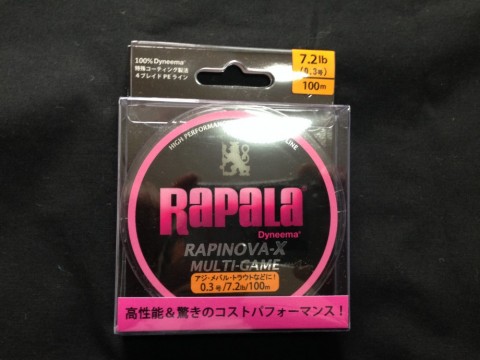 100% Dyneema®
特殊コーティング製法
4ブレイドPEライン
7.2lb
(0.3号)
100m
HIGH PERFORMANCE
LINE
RAPALA
Dyneema®
RAPINOVA-X
MULTI-GAME
アジ・メバル・トラウトなどに!
0.3号/7.2lb/100m
高性能&驚きのコストパフォーマンス!